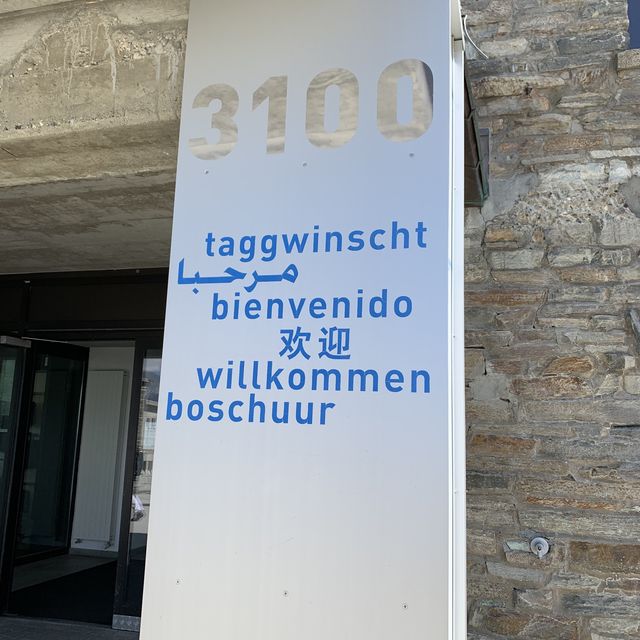 3100
taggwinscht
مرحبا
bienvenido
欢迎
willkommen
boschuur